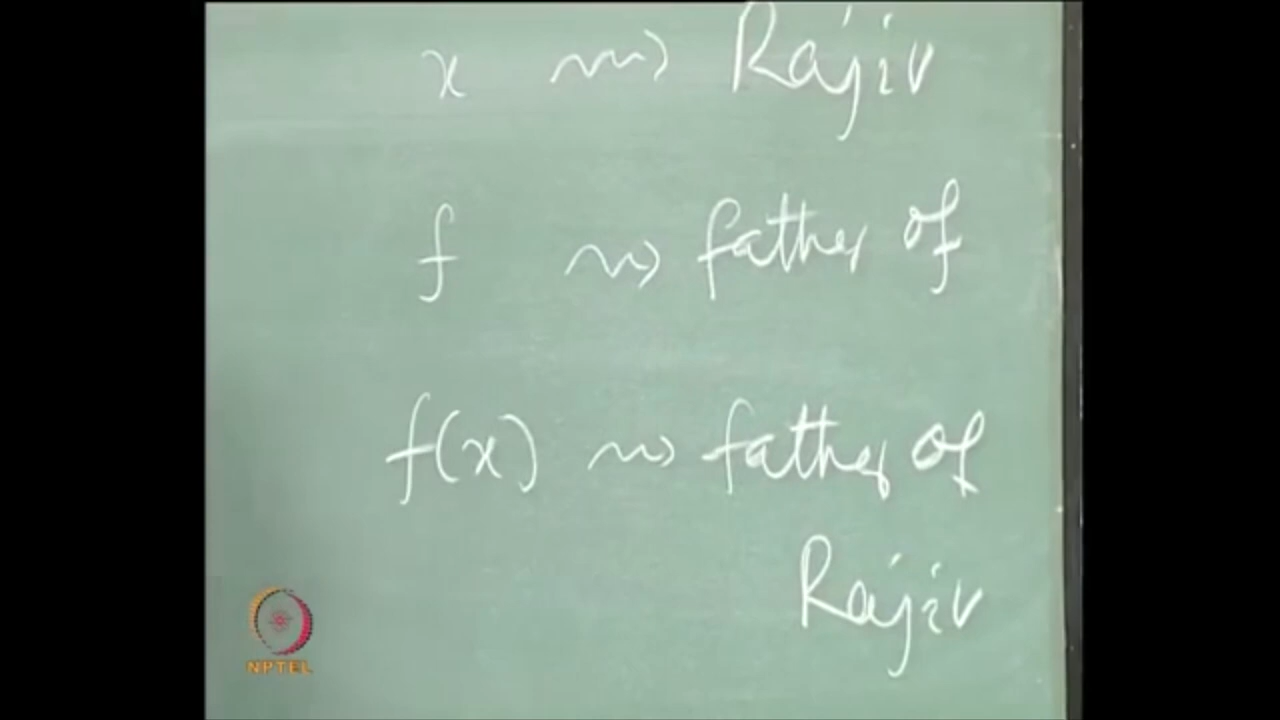 x ⇝ Rajiv
f ⇝ father of
f(x) ⇝ father of
Rajiv
NPTEL